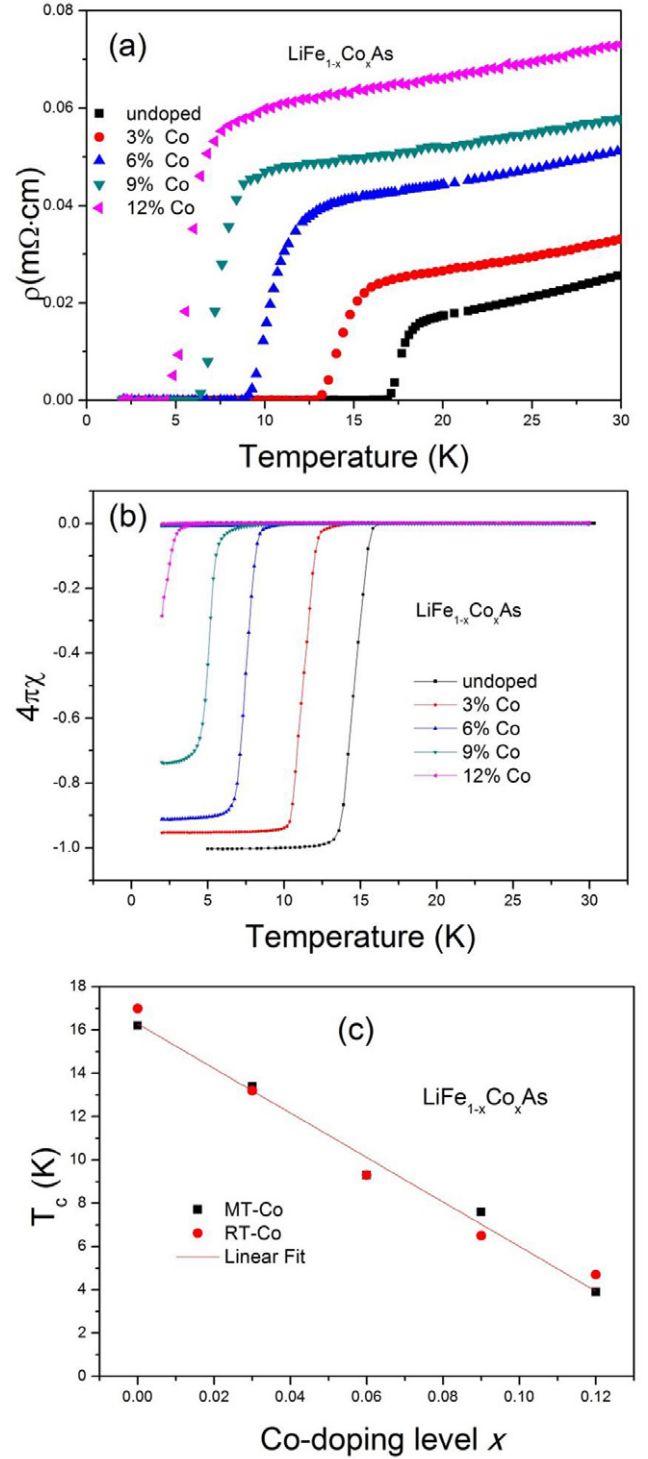 (a)
LiFe1-xCoxAs
undoped
3% Co
6% Co
9% Co
12% Co
0.08
0.06
0.04
0.02
0.00
ρ(mΩ·cm)
0 5 10 15 20 25 30
Temperature (K)
(b)
0.0
-0.2
-0.4
-0.6
-0.8
-1.0
4πχ
LiFe1-xCoxAs
undoped
3% Co
6% Co
9% Co
12% Co
0 5 10 15 20 25 30
Temperature (K)
(c)
LiFe1-xCoxAs
18
16
14
12
10
8
6
4
2
0
Tc (K)
MT-Co
RT-Co
Linear Fit
0.00 0.02 0.04 0.06 0.08 0.10 0.12
Co-doping level x